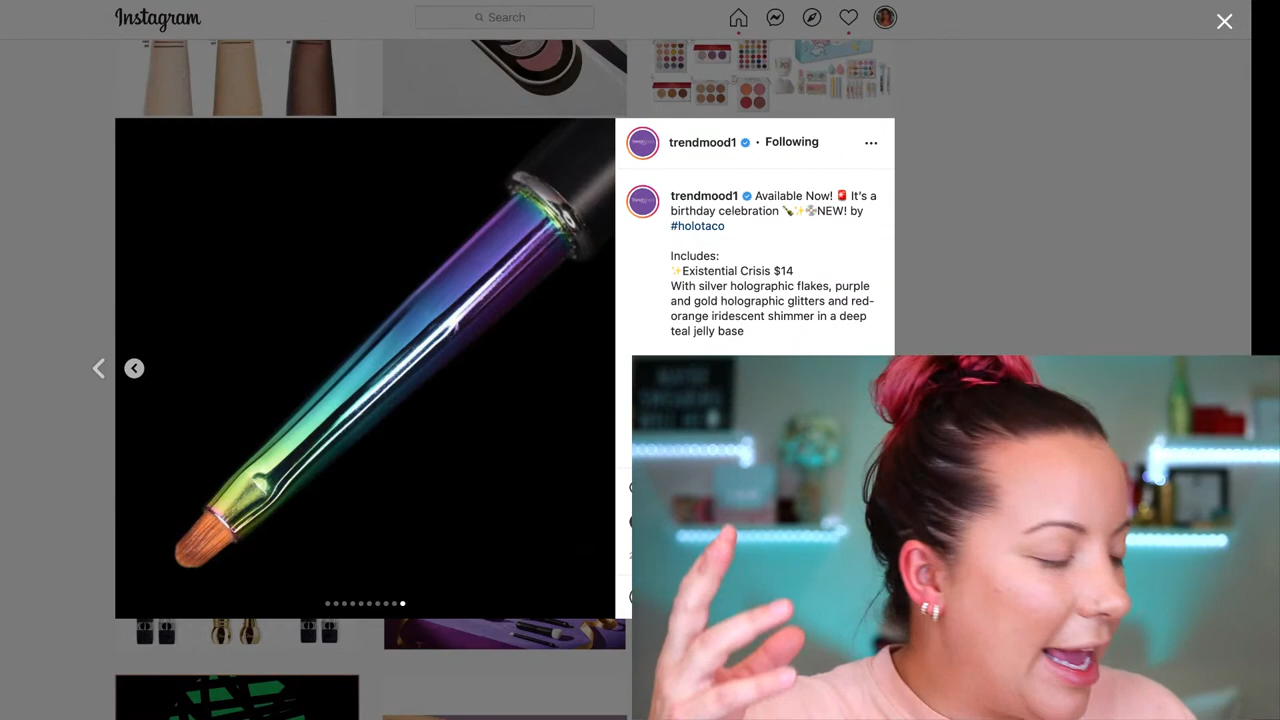 Instagram
Search
trendmood1 • Following
trendmood1 Available Now! 🚨 It's a
birthday celebration 🍾✨💠NEW! by
#holotaco
Includes:
✨Existential Crisis $14
With silver holographic flakes, purple
and gold holographic glitters and red-
orange iridescent shimmer in a deep
teal jelly base